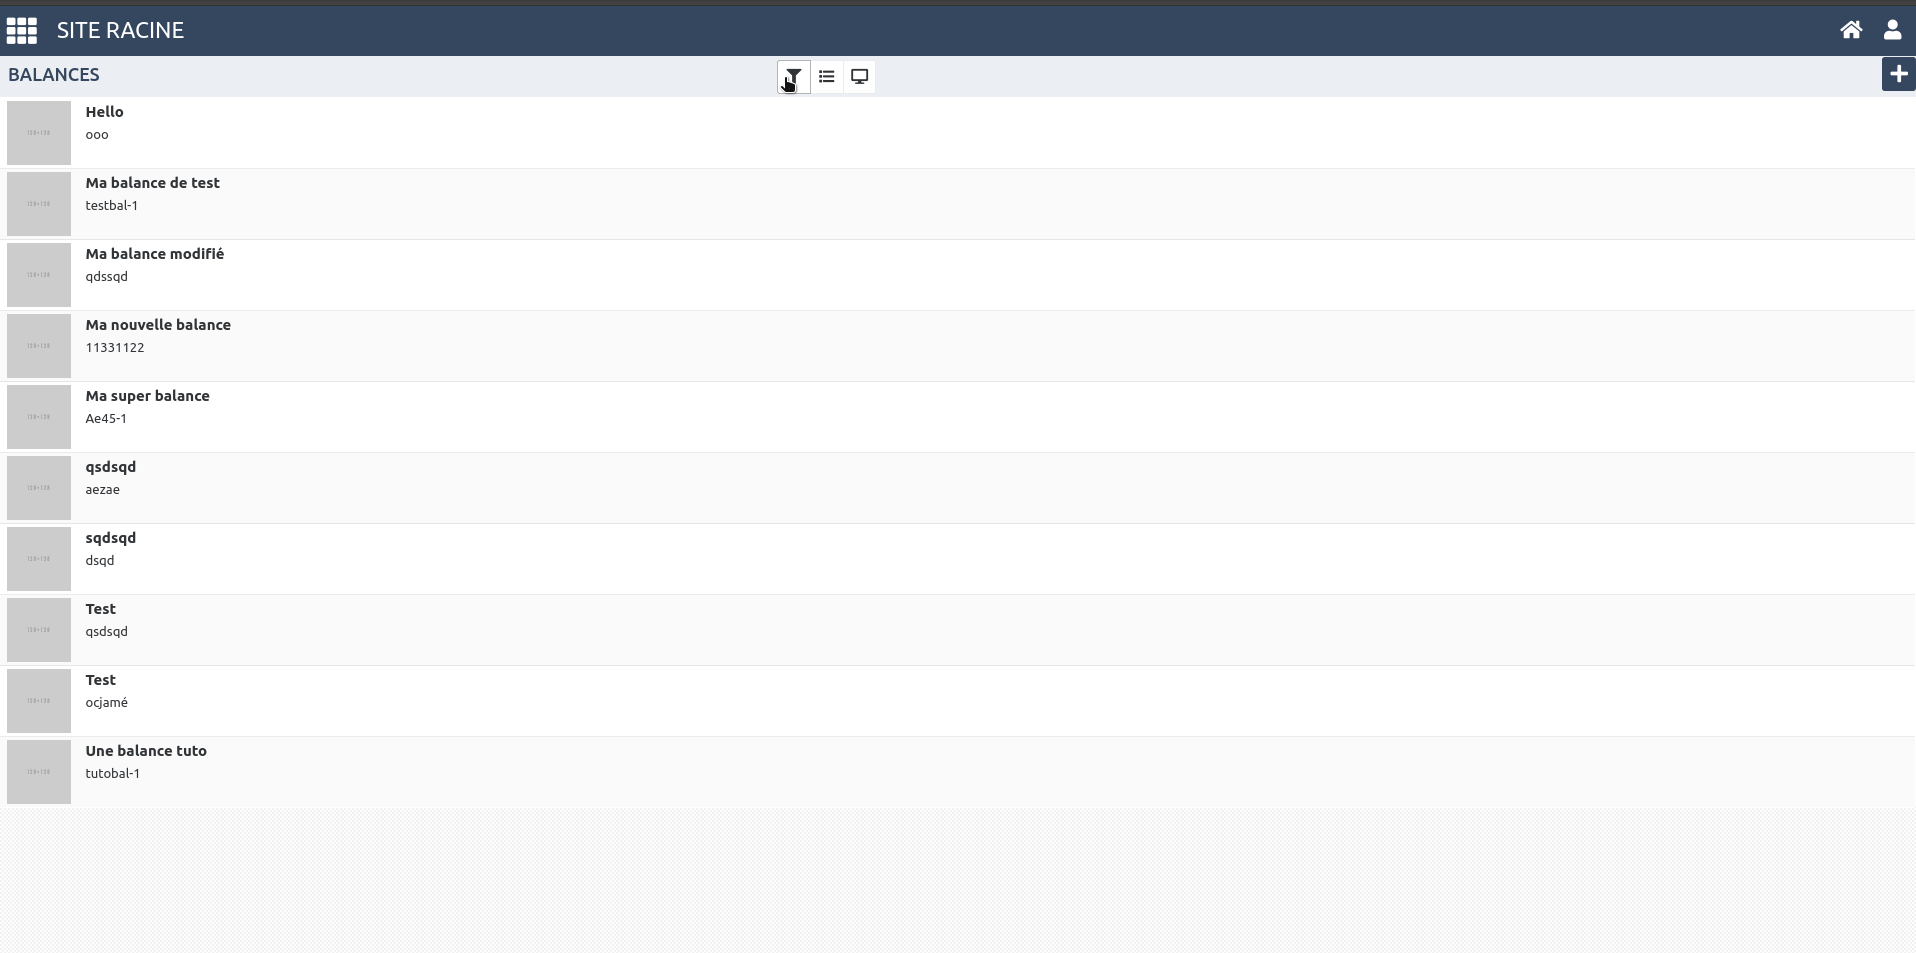 SITE RACINE
BALANCES
Hello
ooo
Ma balance de test
testbal-1
Ma balance modifié
qdssqd
Ma nouvelle balance
11331122
Ma super balance
Ae45-1
qsdsqd
aezae
sqdsqd
dsqd
Test
qsdsqd
Test
ocjamé
Une balance tuto
tutobal-1